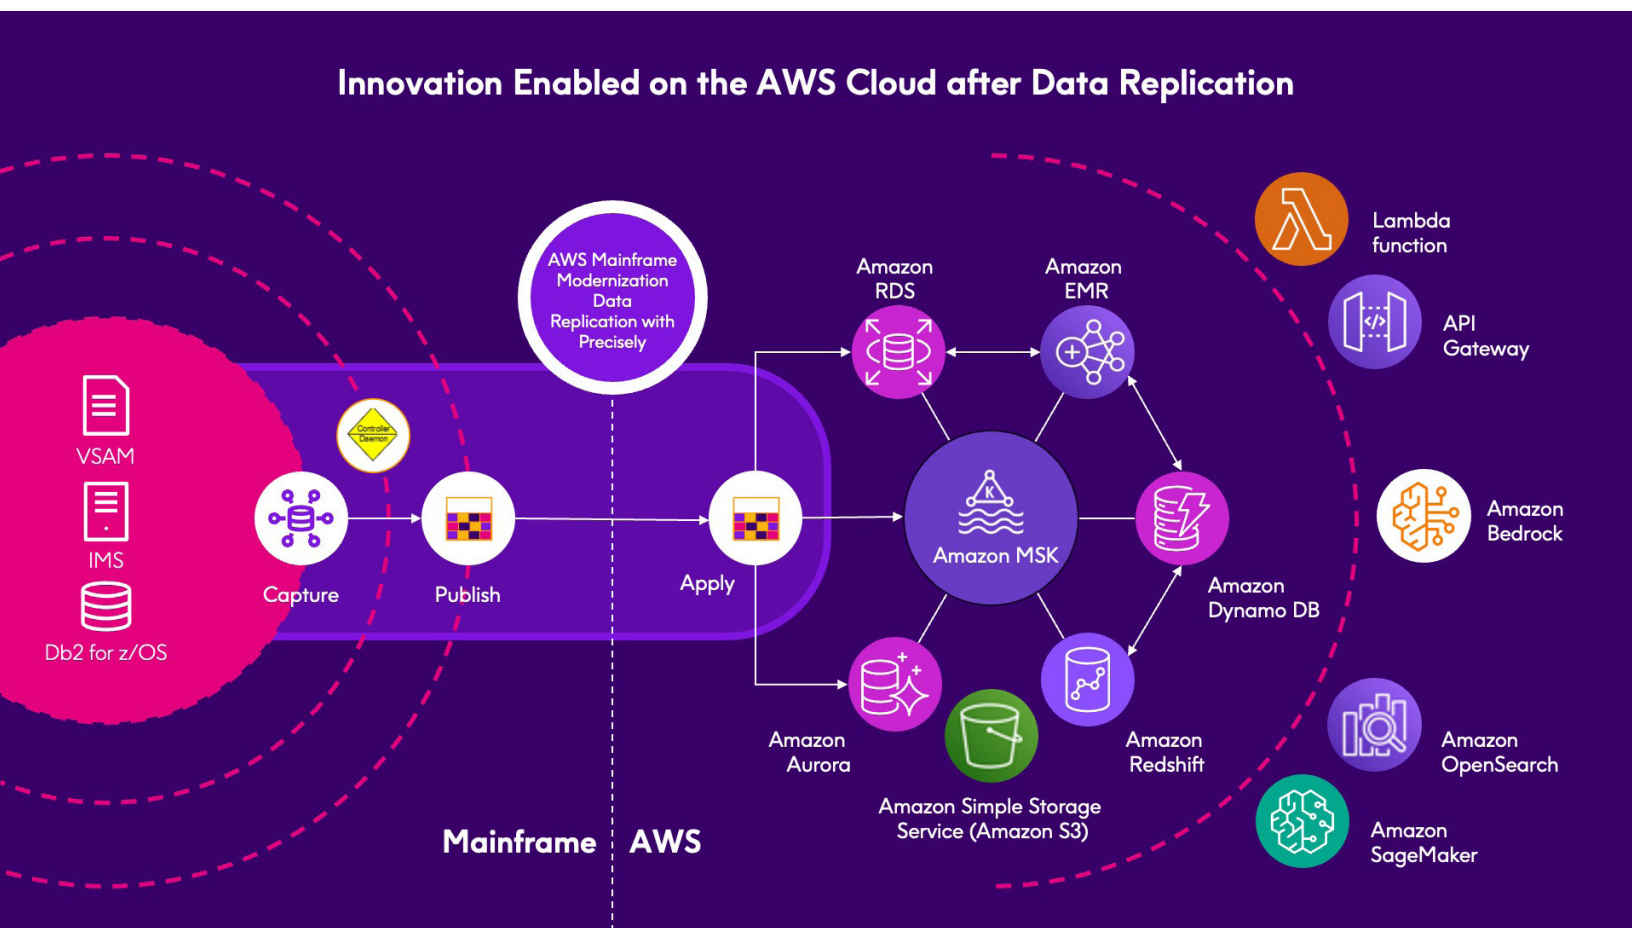 Innovation Enabled on the AWS Cloud after Data Replication
VSAM
IMS
Db2 for z/OS
Controller
Daemon
Capture
Publish
AWS Mainframe
Modernization
Data
Replication with
Precisely
Apply
Mainframe
AWS
Amazon
RDS
Amazon
EMR
K
Amazon MSK
Amazon
Dynamo DB
Amazon
Aurora
Amazon Simple Storage
Service (Amazon S3)
Amazon
Redshift
Lambda
function
</>
API
Gateway
Amazon
Bedrock
Amazon
OpenSearch
Amazon
SageMaker